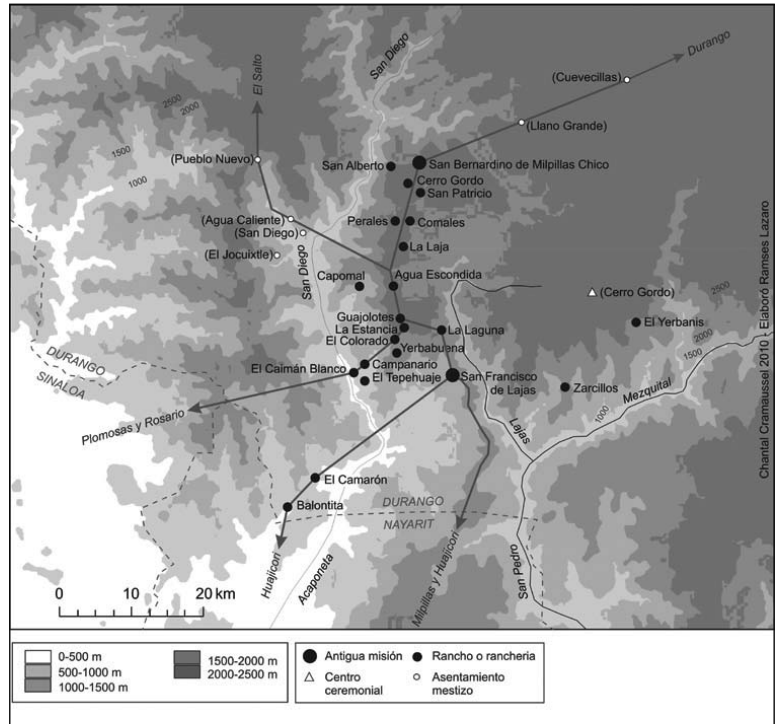 El Salto
San Diego
Durango
(Cuevecillas)
2500
2000
1500
1000
(Llano Grande)
(Pueblo Nuevo)
San Alberto
San Bernardino de Milpillas Chico
Cerro Gordo
San Patricio
(Agua Caliente)
(San Diego)
Perales
Comales
(El Jocuixtle)
La Laja
San Diego
Capomal
Agua Escondida
(Cerro Gordo)
2500
2000
1500
1000
Guajolotes
La Estancia
El Colorado
La Laguna
El Yerbanis
Yerbabuena
DURANGO
SINALOA
El Caimán Blanco
Campanario
El Tepehuaje
San Francisco
de Lajas
Zarcillos
Mezquital
Plomosas y Rosario
Lajas
El Camarón
Balontita
DURANGO
NAYARIT
Huajicori
Acaponeta
Milpillas y Huajicori
San Pedro
0 10 20 km
Chantal Cramaussel 2010 - Elaboró Ramses Lazaro
0-500 m
500-1000 m
1000-1500 m
1500-2000 m
2000-2500 m
Antigua misión
Rancho o rancheria
Centro
ceremonial
Asentamiento
mestizo